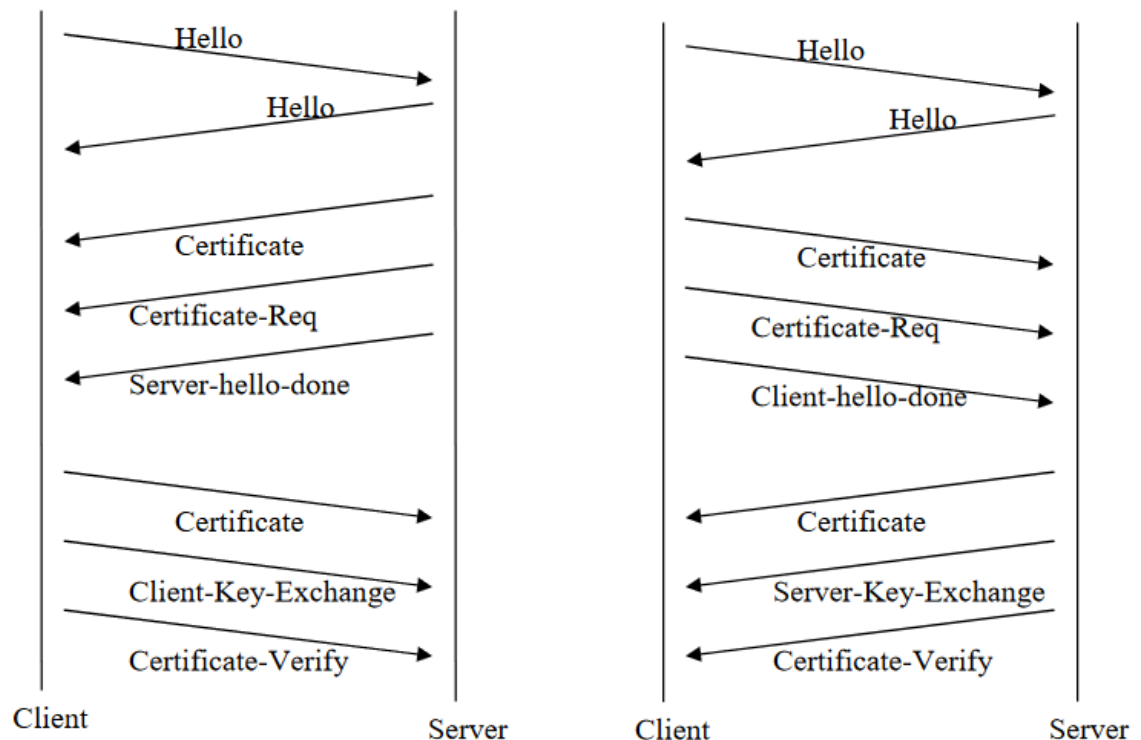 Hello
Hello
Certificate
Certificate-Req
Server-hello-done
Certificate
Client-Key-Exchange
Certificate-Verify
Client
Server
Hello
Hello
Certificate
Certificate-Req
Client-hello-done
Certificate
Server-Key-Exchange
Certificate-Verify
Client
Server